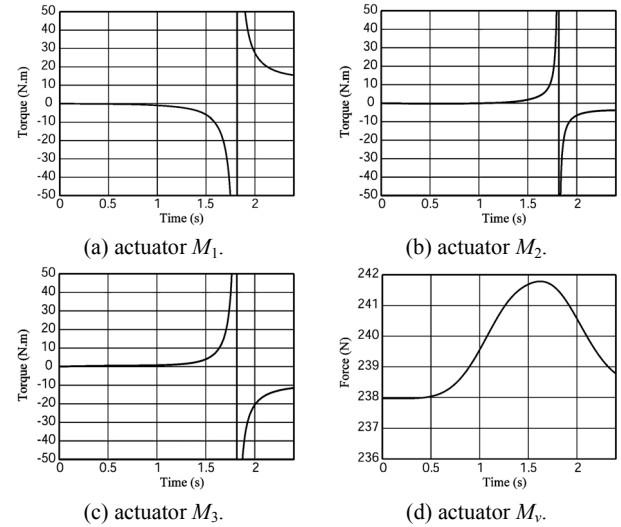 50
40
30
20
10
0
-10
-20
-30
-40
-50
Torque (N.m)
0 0.5 1 1.5 2
Time (s)
(a) actuator M1.
50
40
30
20
10
0
-10
-20
-30
-40
-50
Torque (N.m)
0 0.5 1 1.5 2
Time (s)
(b) actuator M2.
50
40
30
20
10
0
-10
-20
-30
-40
-50
Torque (N.m)
0 0.5 1 1.5 2
Time (s)
(c) actuator M3.
242
241
240
239
238
237
236
Force (N)
0 0.5 1 1.5 2
Time (s)
(d) actuator Mv.